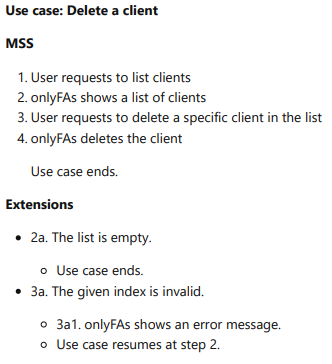 Use case: Delete a client
MSS
1. User requests to list clients
2. onlyFAs shows a list of clients
3. User requests to delete a specific client in the list
4. onlyFAs deletes the client
Use case ends.
Extensions
• 2a. The list is empty.
○ Use case ends.
• 3a. The given index is invalid.
○ 3a1. onlyFAs shows an error message.
○ Use case resumes at step 2.